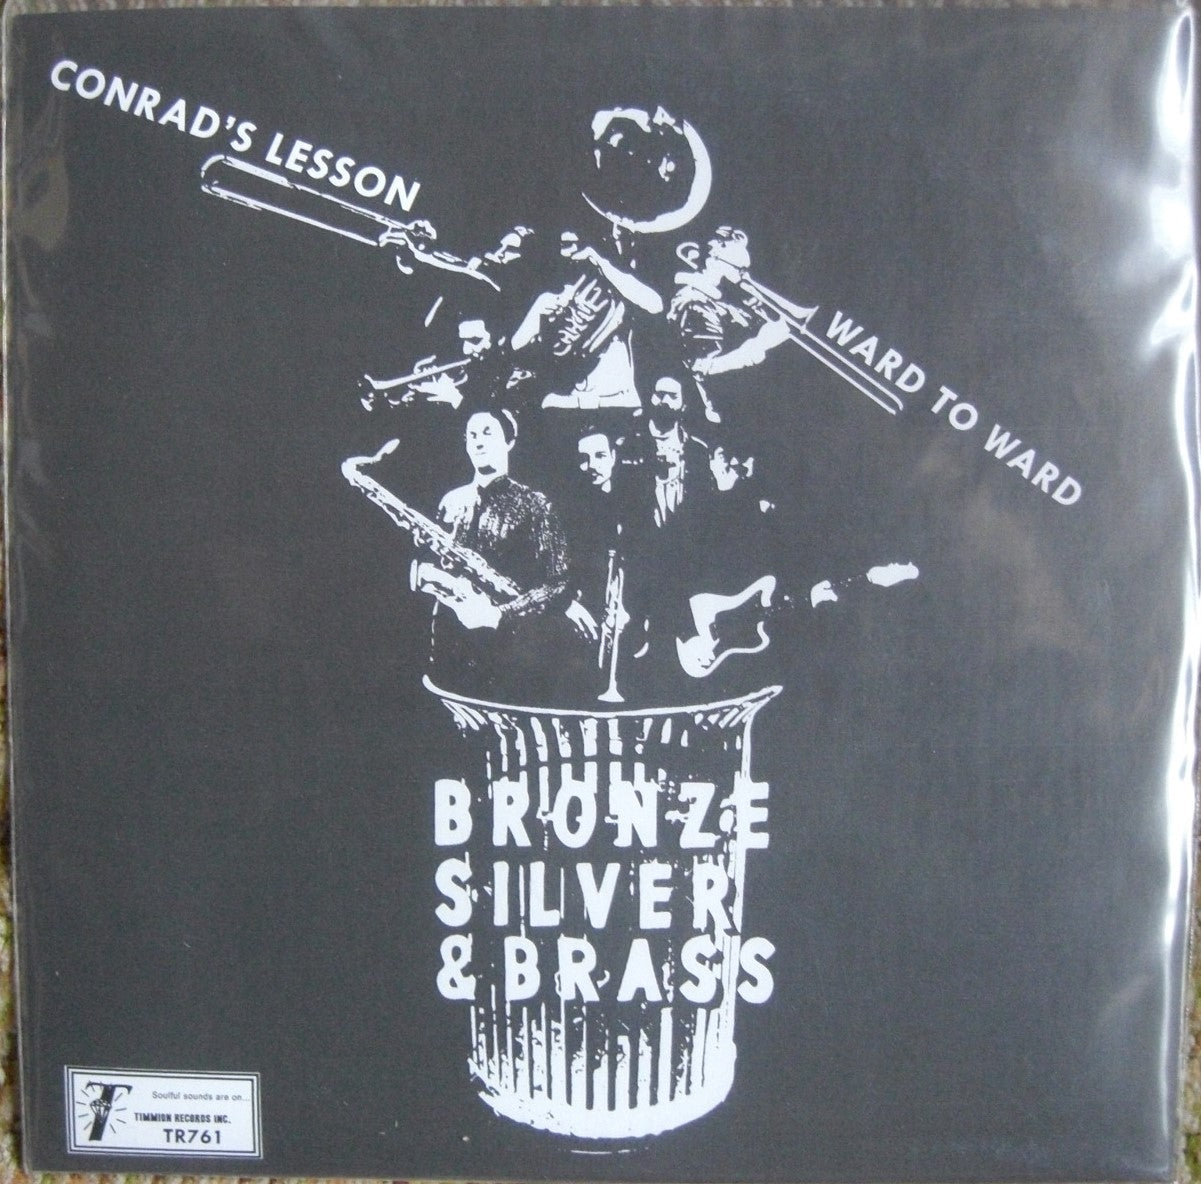 CONRAD'S LESSON
WARD TO WARD
BRONZE
SILVER
& BRASS
Soulful sounds are on...
TIMMION RECORDS INC.
TR761